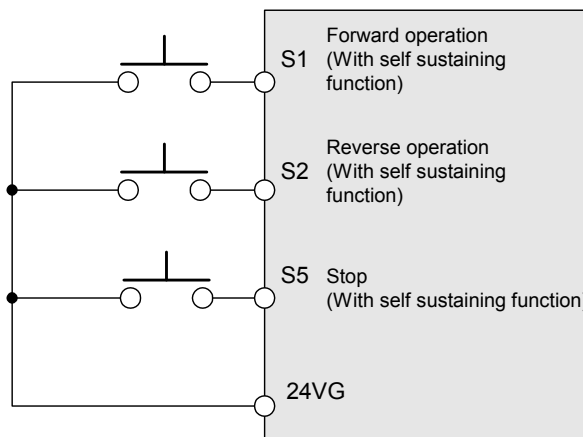 S1 Forward operation
(With self sustaining
function)
S2 Reverse operation
(With self sustaining
function)
S5 Stop
(With self sustaining function)
24VG